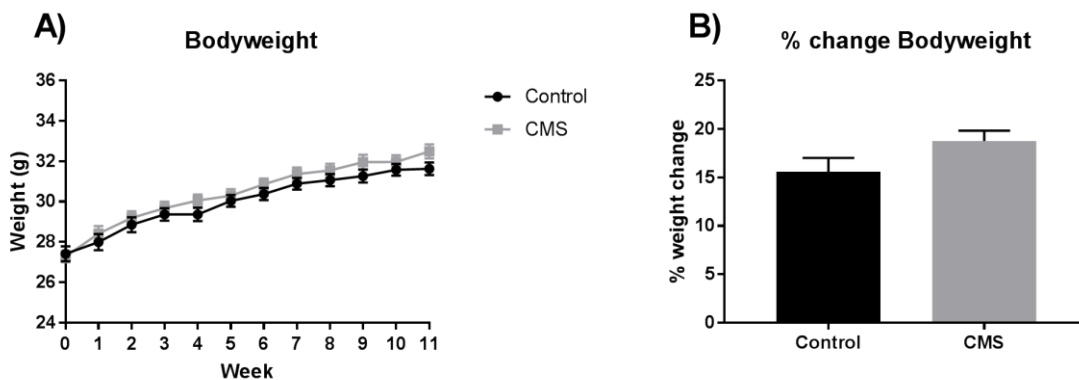 A)
Bodyweight
Weight (g)
36
34
32
30
28
26
24
0 1 2 3 4 5 6 7 8 9 10 11
Week
Control
CMS
B)
% change Bodyweight
% weight change
25
20
15
10
5
0
Control CMS